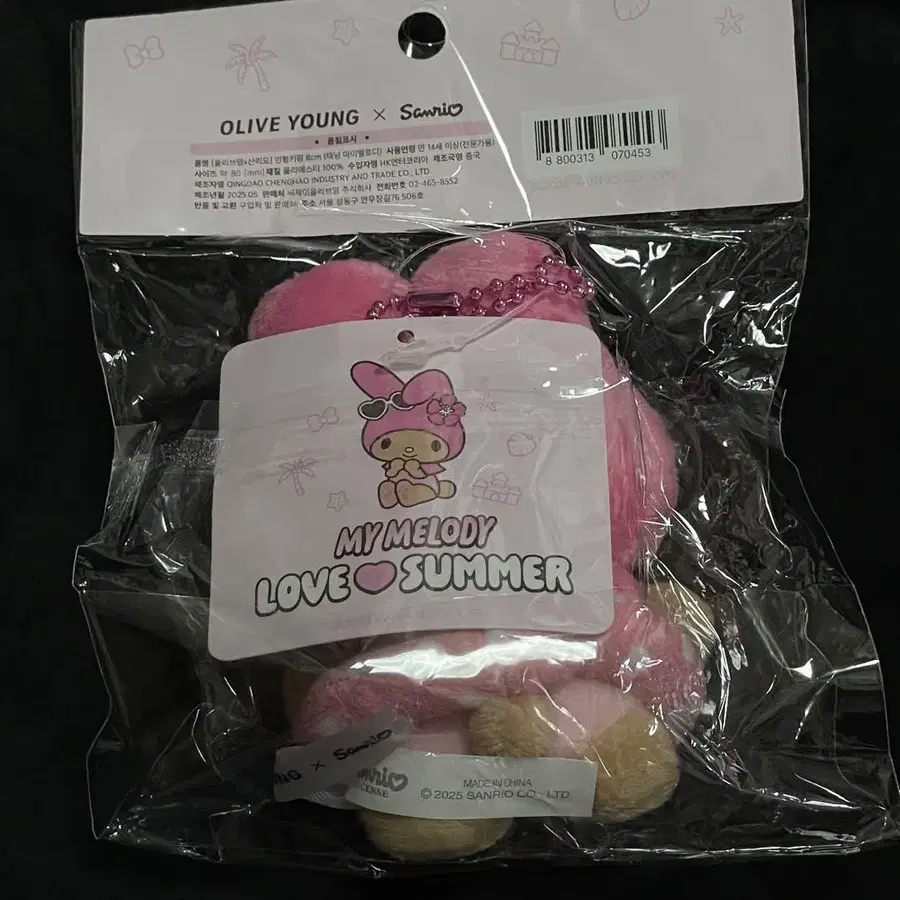 OLIVE YOUNG × Sanrio
• 품질표시 •
품명 [올리브영x산리오] 인형키링 8cm (태닝 마이멜로디) 사용연령 만 14세 이상(전문가용)
사이즈 약 80 (mm) 재질 폴리에스터 100% 수입자명 HK엔터코리아 제조국명 중국
제조자명 QINGDAO CHENGHAO INDUSTRY AND TRADE CO., LTD.
제조년월 2025.05 판매처 씨제이올리브영 주식회사 전화번호 02-465-8552
반품 및 교환 구입처 및 판매처 주소 서울 성동구 연무장길76 506호
8 800313 070453
MY MELODY
LOVE SUMMER
NG × Sanrio
MADE IN CHINA
© 2025 SANRIO CO., LTD.